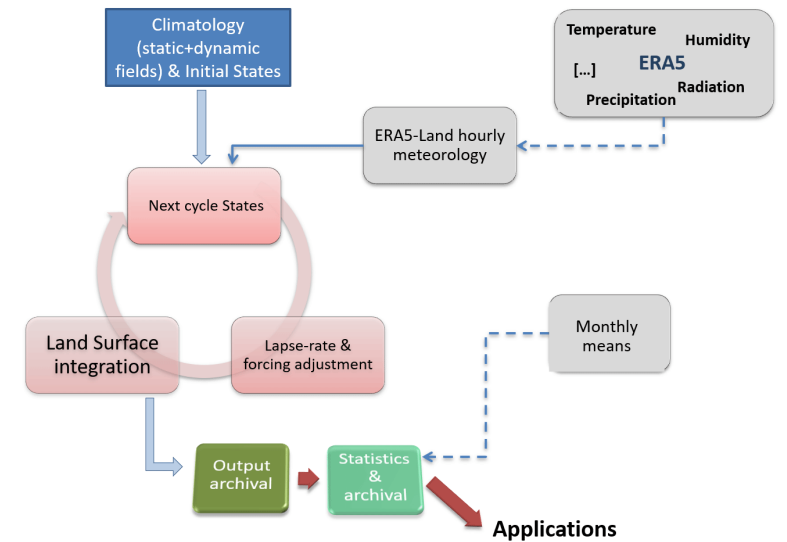 Climatology
(static+dynamic
fields) & Initial States
Temperature
Humidity
ERA5
[...]
Radiation
Precipitation
ERA5-Land hourly
meteorology
Next cycle States
Land Surface
integration
Lapse-rate &
forcing adjustment
Monthly
means
Output
archival
Statistics
&
archival
Applications